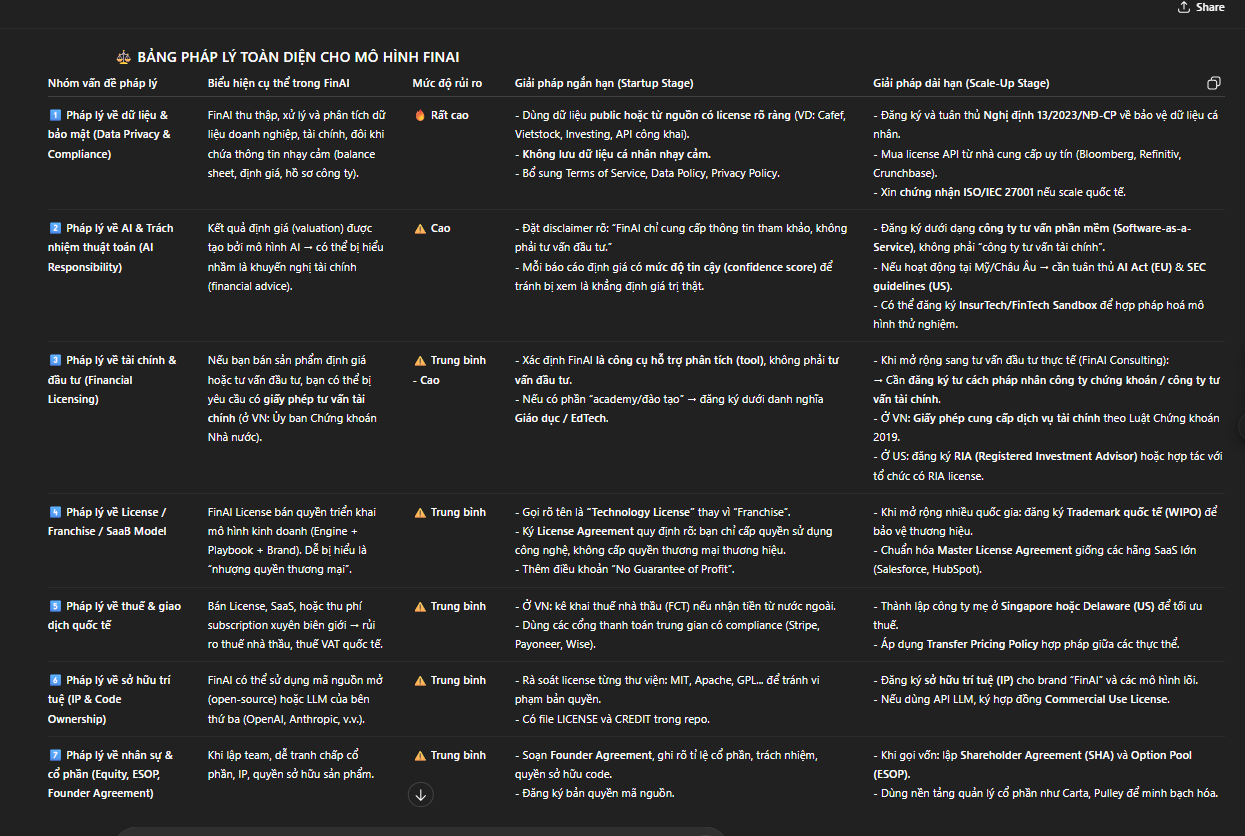 Share
⚖️ BẢNG PHÁP LÝ TOÀN DIỆN CHO MÔ HÌNH FINAI
Nhóm vấn đề pháp lý
Biểu hiện cụ thể trong FinAI
Mức độ rủi ro
Giải pháp ngắn hạn (Startup Stage)
Giải pháp dài hạn (Scale-Up Stage)
1️⃣ Pháp lý về dữ liệu &
bảo mật (Data Privacy &
Compliance)
FinAI thu thập, xử lý và phân tích dữ
liệu doanh nghiệp, tài chính, đôi khi
chứa thông tin nhạy cảm (balance
sheet, định giá, hồ sơ công ty).
🔥 Rất cao
- Dùng dữ liệu public hoặc từ nguồn có license rõ ràng (VD: Cafef,
Vietstock, Investing, API công khai).
- Không lưu dữ liệu cá nhân nhạy cảm.
- Bổ sung Terms of Service, Data Policy, Privacy Policy.
- Đăng ký và tuân thủ Nghị định 13/2023/NĐ-CP về bảo vệ dữ liệu cá
nhân.
- Mua license API từ nhà cung cấp uy tín (Bloomberg, Refinitiv,
Crunchbase).
- Xin chứng nhận ISO/IEC 27001 nếu scale quốc tế.
2️⃣ Pháp lý về AI & Trách
nhiệm thuật toán (AI
Responsibility)
Kết quả định giá (valuation) được
tạo bởi mô hình AI → có thể bị hiểu
nhầm là khuyến nghị tài chính
(financial advice).
⚠️ Cao
- Đặt disclaimer rõ: “FinAI chỉ cung cấp thông tin tham khảo, không
phải tư vấn đầu tư.”
- Mỗi báo cáo định giá có mức độ tin cậy (confidence score) để
tránh bị xem là khẳng định giá trị thật.
- Đăng ký dưới dạng công ty tư vấn phần mềm (Software-as-a-
Service), không phải “công ty tư vấn tài chính”.
- Nếu hoạt động tại Mỹ/Châu Âu → cần tuân thủ AI Act (EU) & SEC
guidelines (US).
- Có thể đăng ký InsurTech/FinTech Sandbox để hợp pháp hoá mô
hình thử nghiệm.
3️⃣ Pháp lý về tài chính &
đầu tư (Financial
Licensing)
Nếu bạn bán sản phẩm định giá
hoặc tư vấn đầu tư, bạn có thể bị
yêu cầu có giấy phép tư vấn tài
chính (ở VN: Ủy ban Chứng khoán
Nhà nước).
⚠️ Trung bình
- Cao
- Xác định FinAI là công cụ hỗ trợ phân tích (tool), không phải tư
vấn đầu tư.
- Nếu có phần “academy/đào tạo” → đăng ký dưới danh nghĩa
Giáo dục / EdTech.
- Khi mở rộng sang tư vấn đầu tư thực tế (FinAI Consulting):
→ Cần đăng ký tư cách pháp nhân công ty chứng khoán / công ty tư
vấn tài chính.
- Ở VN: Giấy phép cung cấp dịch vụ tài chính theo Luật Chứng khoán
2019.
- Ở US: đăng ký RIA (Registered Investment Advisor) hoặc hợp tác với
tổ chức có RIA license.
4️⃣ Pháp lý về License /
Franchise / SaaB Model
FinAI License bán quyền triển khai
mô hình kinh doanh (Engine +
Playbook + Brand). Dễ bị hiểu là
“nhượng quyền thương mại”.
⚠️ Trung bình
- Gọi rõ tên là “Technology License” thay vì “Franchise”.
- Ký License Agreement quy định rõ: bạn chỉ cấp quyền sử dụng
công nghệ, không cấp quyền thương mại thương hiệu.
- Thêm điều khoản “No Guarantee of Profit”.
- Khi mở rộng nhiều quốc gia: đăng ký Trademark quốc tế (WIPO) để
bảo vệ thương hiệu.
- Chuẩn hóa Master License Agreement giống các hãng SaaS lớn
(Salesforce, HubSpot).
5️⃣ Pháp lý về thuế & giao
dịch quốc tế
Bán License, SaaS, hoặc thu phí
subscription xuyên biên giới → rủi
ro thuế nhà thầu, thuế VAT quốc tế.
⚠️ Trung bình
- Ở VN: kê khai thuế nhà thầu (FCT) nếu nhận tiền từ nước ngoài.
- Dùng các cổng thanh toán trung gian có compliance (Stripe,
Payoneer, Wise).
- Thành lập công ty mẹ ở Singapore hoặc Delaware (US) để tối ưu
thuế.
- Áp dụng Transfer Pricing Policy hợp pháp giữa các thực thể.
6️⃣ Pháp lý về sở hữu trí
tuệ (IP & Code
Ownership)
FinAI có thể sử dụng mã nguồn mở
(open-source) hoặc LLM của bên
thứ ba (OpenAI, Anthropic, v.v.).
⚠️ Trung bình
- Rà soát license từng thư viện: MIT, Apache, GPL... để tránh vi
phạm bản quyền.
- Có file LICENSE và CREDIT trong repo.
- Đăng ký sở hữu trí tuệ (IP) cho brand “FinAI” và các mô hình lõi.
- Nếu dùng API LLM, ký hợp đồng Commercial Use License.
7️⃣ Pháp lý về nhân sự &
cổ phần (Equity, ESOP,
Founder Agreement)
Khi lập team, dễ tranh chấp cổ
phần, IP, quyền sở hữu sản phẩm.
⚠️ Trung bình
- Soạn Founder Agreement, ghi rõ tỉ lệ cổ phần, trách nhiệm,
quyền sở hữu code.
- Đăng ký bản quyền mã nguồn.
- Khi gọi vốn: lập Shareholder Agreement (SHA) và Option Pool
(ESOP).
- Dùng nền tảng quản lý cổ phần như Carta, Pulley để minh bạch hóa.